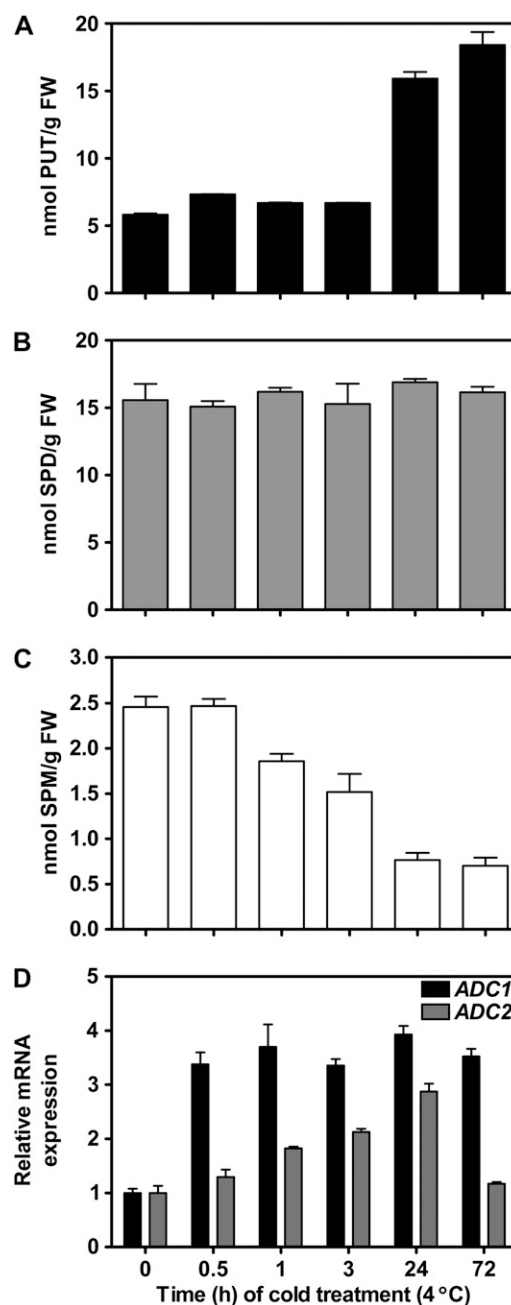 A
nmol PUT/g FW
20
15
10
5
0
B
nmol SPD/g FW
20
15
10
5
0
C
nmol SPM/g FW
3.0
2.5
2.0
1.5
1.0
0.5
0.0
D
Relative mRNA
expression
5
4
3
2
1
0
ADC1
ADC2
0 0.5 1 3 24 72
Time (h) of cold treatment (4 °C)